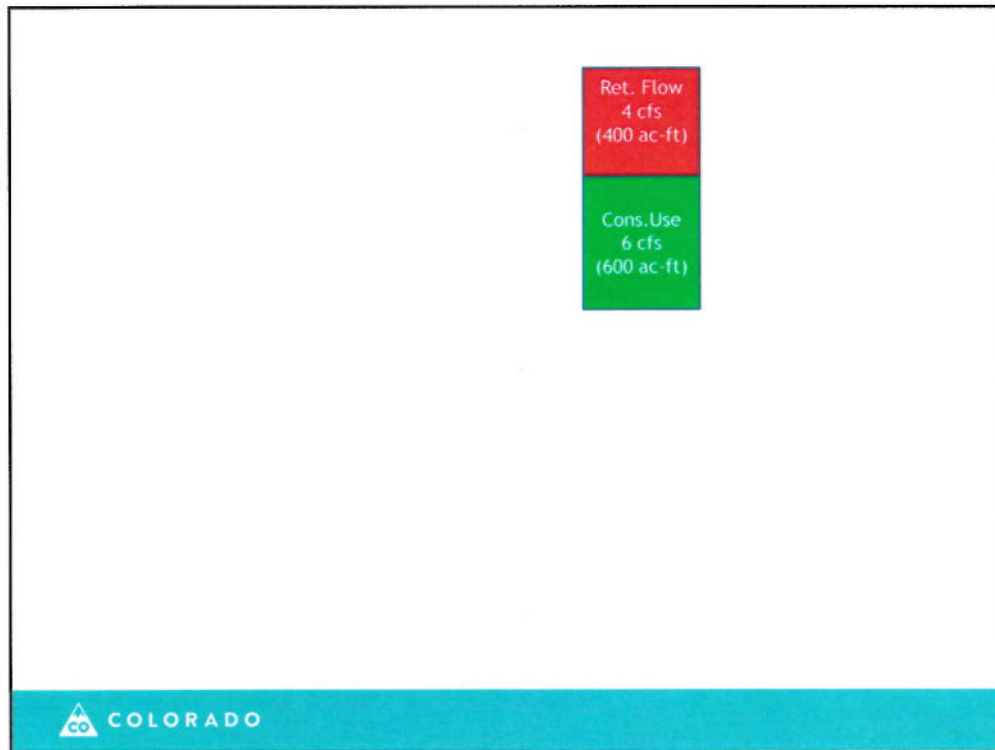 Ret. Flow
4 cfs
(400 ac-ft)
Cons.Use
6 cfs
(600 ac-ft)
CO COLORADO